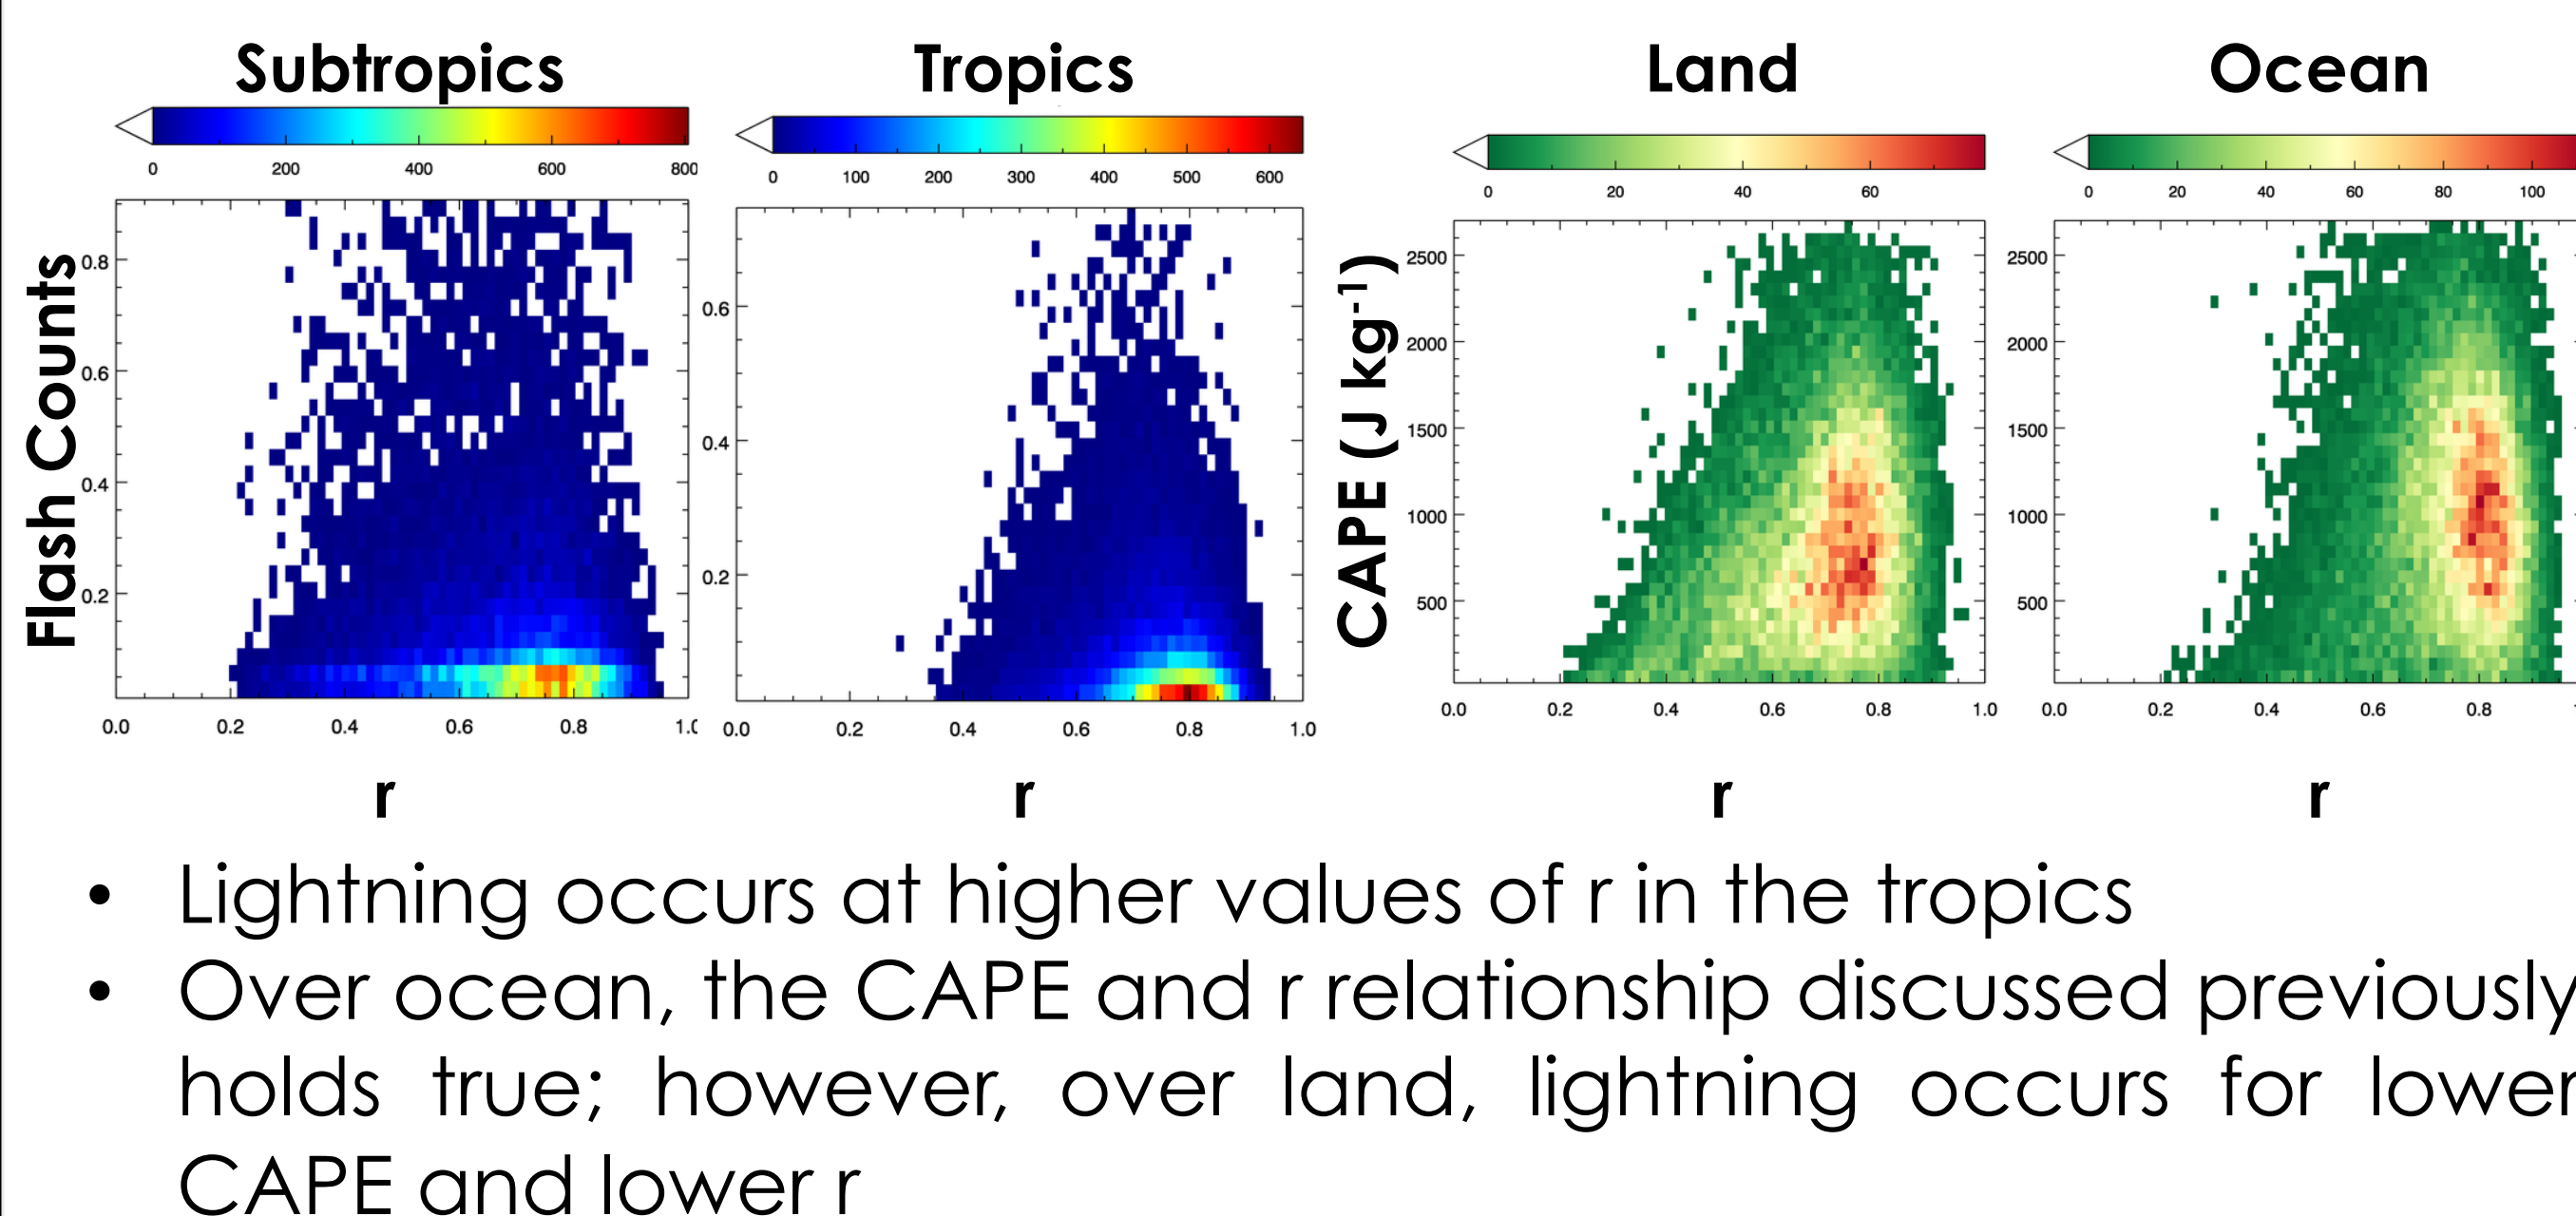 Subtropics Tropics Land Ocean
0 200 400 600 800
0 100 200 300 400 500 600
0 20 40 60
0 20 40 60 80 100
Flash Counts
0.8
0.6
0.4
0.2
0.0 0.2 0.4 0.6 0.8 1.0
r
0.6
0.4
0.2
0.0 0.2 0.4 0.6 0.8 1.0
r
CAPE (J kg⁻¹)
2500
2000
1500
1000
500
0.0 0.2 0.4 0.6 0.8 1.0
r
2500
2000
1500
1000
500
0.0 0.2 0.4 0.6 0.8
r
• Lightning occurs at higher values of r in the tropics
• Over ocean, the CAPE and r relationship discussed previously
holds true; however, over land, lightning occurs for lower
CAPE and lower r